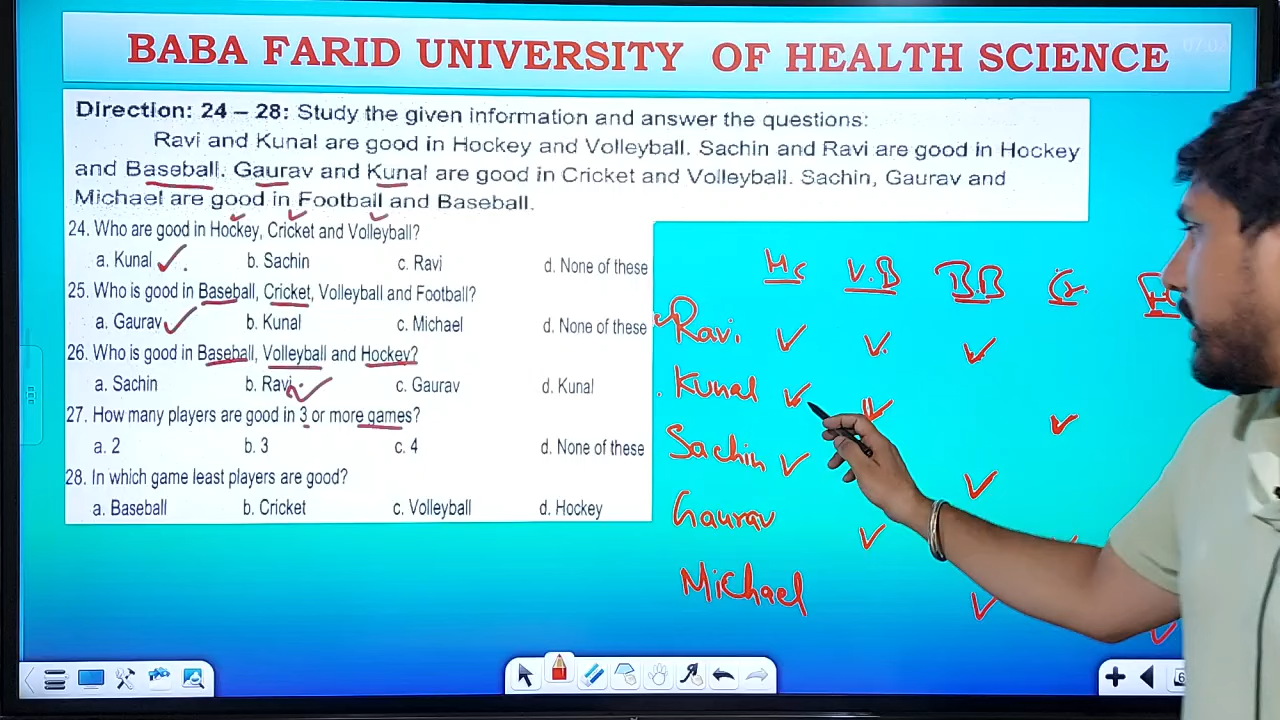 BABA FARID UNIVERSITY OF HEALTH SCIENCE
07:02
Direction: 24 – 28: Study the given information and answer the questions:
Ravi and Kunal are good in Hockey and Volleyball. Sachin and Ravi are good in Hockey
and Baseball. Gaurav and Kunal are good in Cricket and Volleyball. Sachin, Gaurav and
Michael are good in Football and Baseball.
24. Who are good in Hockey, Cricket and Volleyball?
a. Kunal b. Sachin c. Ravi d. None of these
25. Who is good in Baseball, Cricket, Volleyball and Football?
a. Gaurav b. Kunal c. Michael d. None of these
26. Who is good in Baseball, Volleyball and Hockey?
a. Sachin b. Ravi c. Gaurav d. Kunal
27. How many players are good in 3 or more games?
a. 2 b. 3 c. 4 d. None of these
28. In which game least players are good?
a. Baseball b. Cricket c. Volleyball d. Hockey
V.B BB
Ravi
Kunal
Sachin
Gaurav
Michael
6